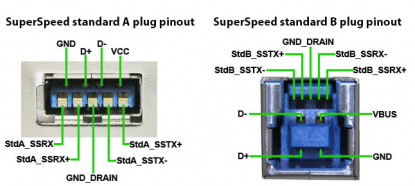 SuperSpeed standard A plug pinout
GND
D+
D-
VCC
StdA_SSRX
StdA_SSRX+
GND_DRAIN
StdA_SSTX-
StdA_SSTX+
SuperSpeed standard B plug pinout
GND_DRAIN
StdB_SSTX+
StdB_SSRX-
StdB_SSTX-
StdB_SSRX+
D-
VBUS
D+
GND